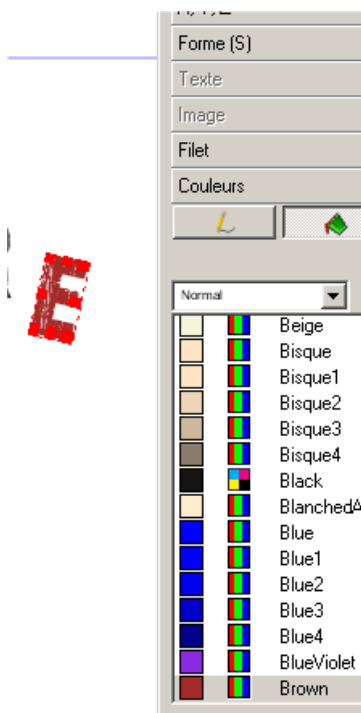 Forme (S)
Texte
Image
Filet
Couleurs
E
Normal
Beige
Bisque
Bisque1
Bisque2
Bisque3
Bisque4
Black
BlanchedA
Blue
Blue1
Blue2
Blue3
Blue4
BlueViolet
Brown